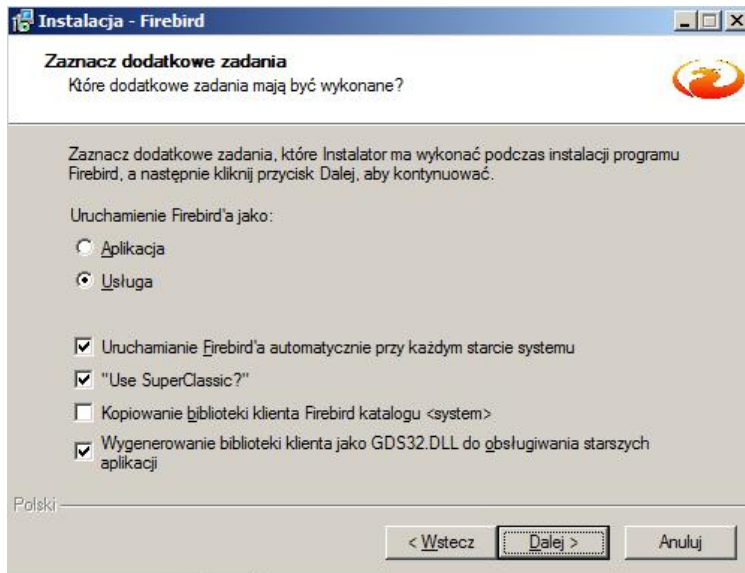 Instalacja - Firebird
Zaznacz dodatkowe zadania
Które dodatkowe zadania mają być wykonane?
Zaznacz dodatkowe zadania, które Instalator ma wykonać podczas instalacji programu
Firebird, a następnie kliknij przycisk Dalej, aby kontynuować.
Uruchamienie Firebird'a jako:
Aplikacja
Usługa
Uruchamianie Firebird'a automatycznie przy każdym starcie systemu
"Use SuperClassic?"
Kopiowanie biblioteki klienta Firebird katalogu <system>
Wygenerowanie biblioteki klienta jako GDS32.DLL do obsługiwania starszych
aplikacji
Polski
< Wstecz
Dalej >
Anuluj